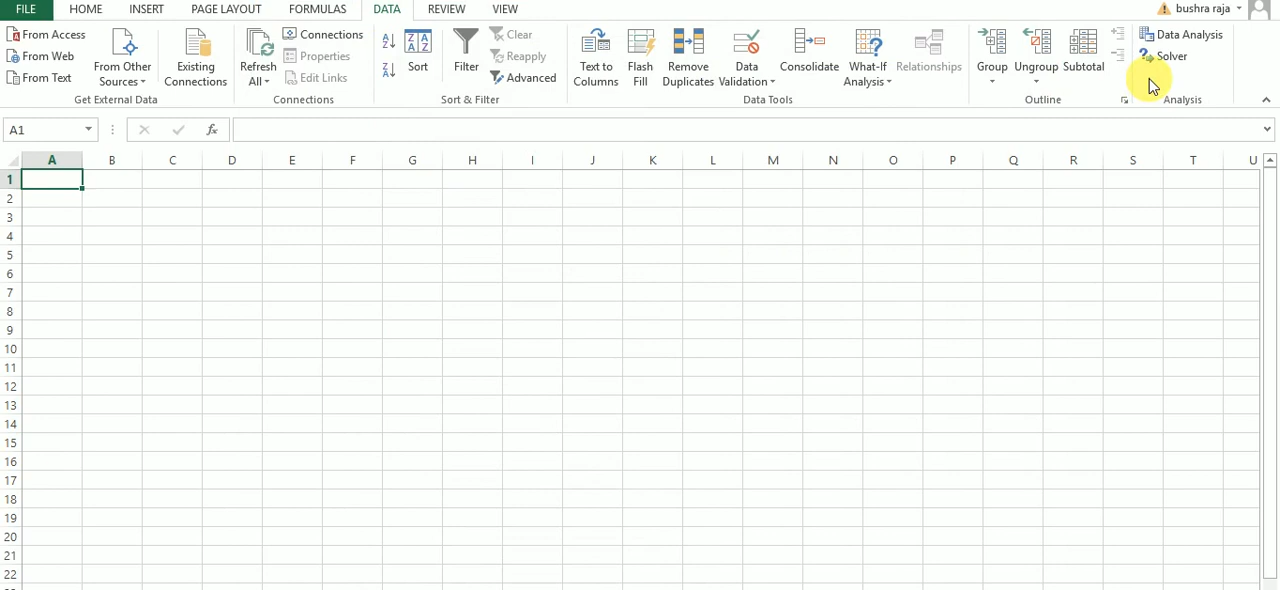 FILE HOME INSERT PAGE LAYOUT FORMULAS DATA REVIEW VIEW bushra raja
From Access
From Web
From Text
From Other
Sources
Existing
Connections
Get External Data
Refresh
All
Connections
Properties
Edit Links
Connections
Sort
Filter
Clear
Reapply
Advanced
Sort & Filter
Text to
Columns
Flash
Fill
Remove
Duplicates
Data
Validation
Consolidate
What-If
Analysis
Relationships
Data Tools
Group
Ungroup
Subtotal
Outline
Data Analysis
Solver
Analysis
A1
fx
A B C D E F G H I J K L M N O P Q R S T U
1
2
3
4
5
6
7
8
9
10
11
12
13
14
15
16
17
18
19
20
21
22